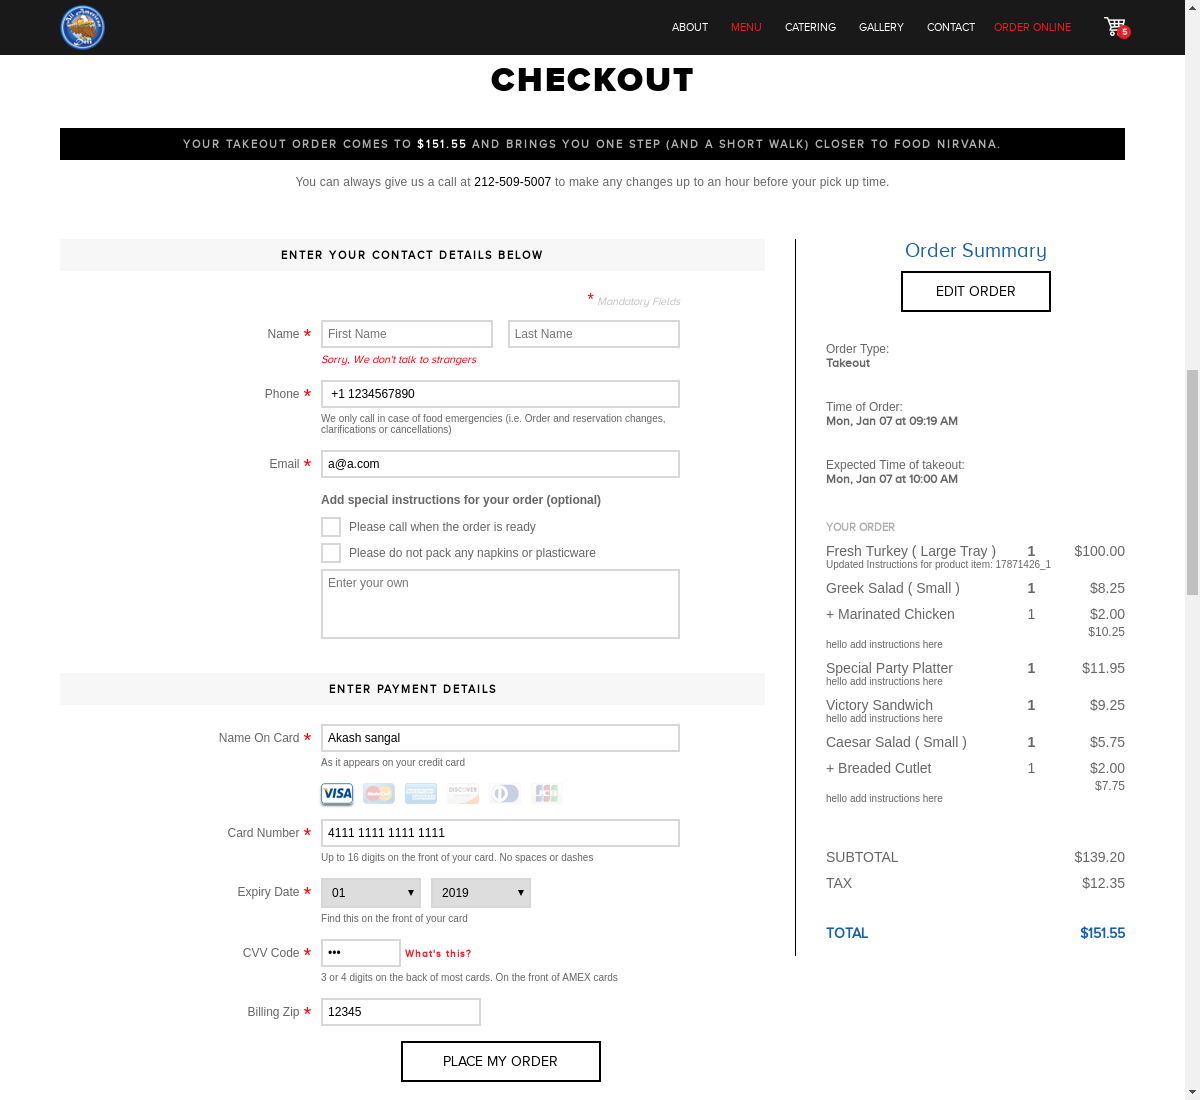 All American
Deli
ABOUT MENU CATERING GALLERY CONTACT ORDER ONLINE 5
CHECKOUT
YOUR TAKEOUT ORDER COMES TO $151.55 AND BRINGS YOU ONE STEP (AND A SHORT WALK) CLOSER TO FOOD NIRVANA.
You can always give us a call at 212-509-5007 to make any changes up to an hour before your pick up time.
ENTER YOUR CONTACT DETAILS BELOW
* Mandatory Fields
Name * First Name Last Name
Sorry, We don't talk to strangers
Phone * +1 1234567890
We only call in case of food emergencies (i.e. Order and reservation changes,
clarifications or cancellations)
Email * a@a.com
Add special instructions for your order (optional)
Please call when the order is ready
Please do not pack any napkins or plasticware
Enter your own
ENTER PAYMENT DETAILS
Name On Card * Akash sangal
As it appears on your credit card
VISA MasterCard DISCOVER JCB
Card Number * 4111 1111 1111 1111
Up to 16 digits on the front of your card. No spaces or dashes
Expiry Date * 01 2019
Find this on the front of your card
CVV Code * ••• What's this?
3 or 4 digits on the back of most cards. On the front of AMEX cards
Billing Zip * 12345
PLACE MY ORDER
Order Summary
EDIT ORDER
Order Type:
Takeout
Time of Order:
Mon, Jan 07 at 09:19 AM
Expected Time of takeout:
Mon, Jan 07 at 10:00 AM
YOUR ORDER
Fresh Turkey ( Large Tray ) 1 $100.00
Updated Instructions for product item: 17871426_1
Greek Salad ( Small ) 1 $8.25
+ Marinated Chicken 1 $2.00
$10.25
hello add instructions here
Special Party Platter 1 $11.95
hello add instructions here
Victory Sandwich 1 $9.25
hello add instructions here
Caesar Salad ( Small ) 1 $5.75
+ Breaded Cutlet 1 $2.00
$7.75
hello add instructions here
SUBTOTAL $139.20
TAX $12.35
TOTAL $151.55